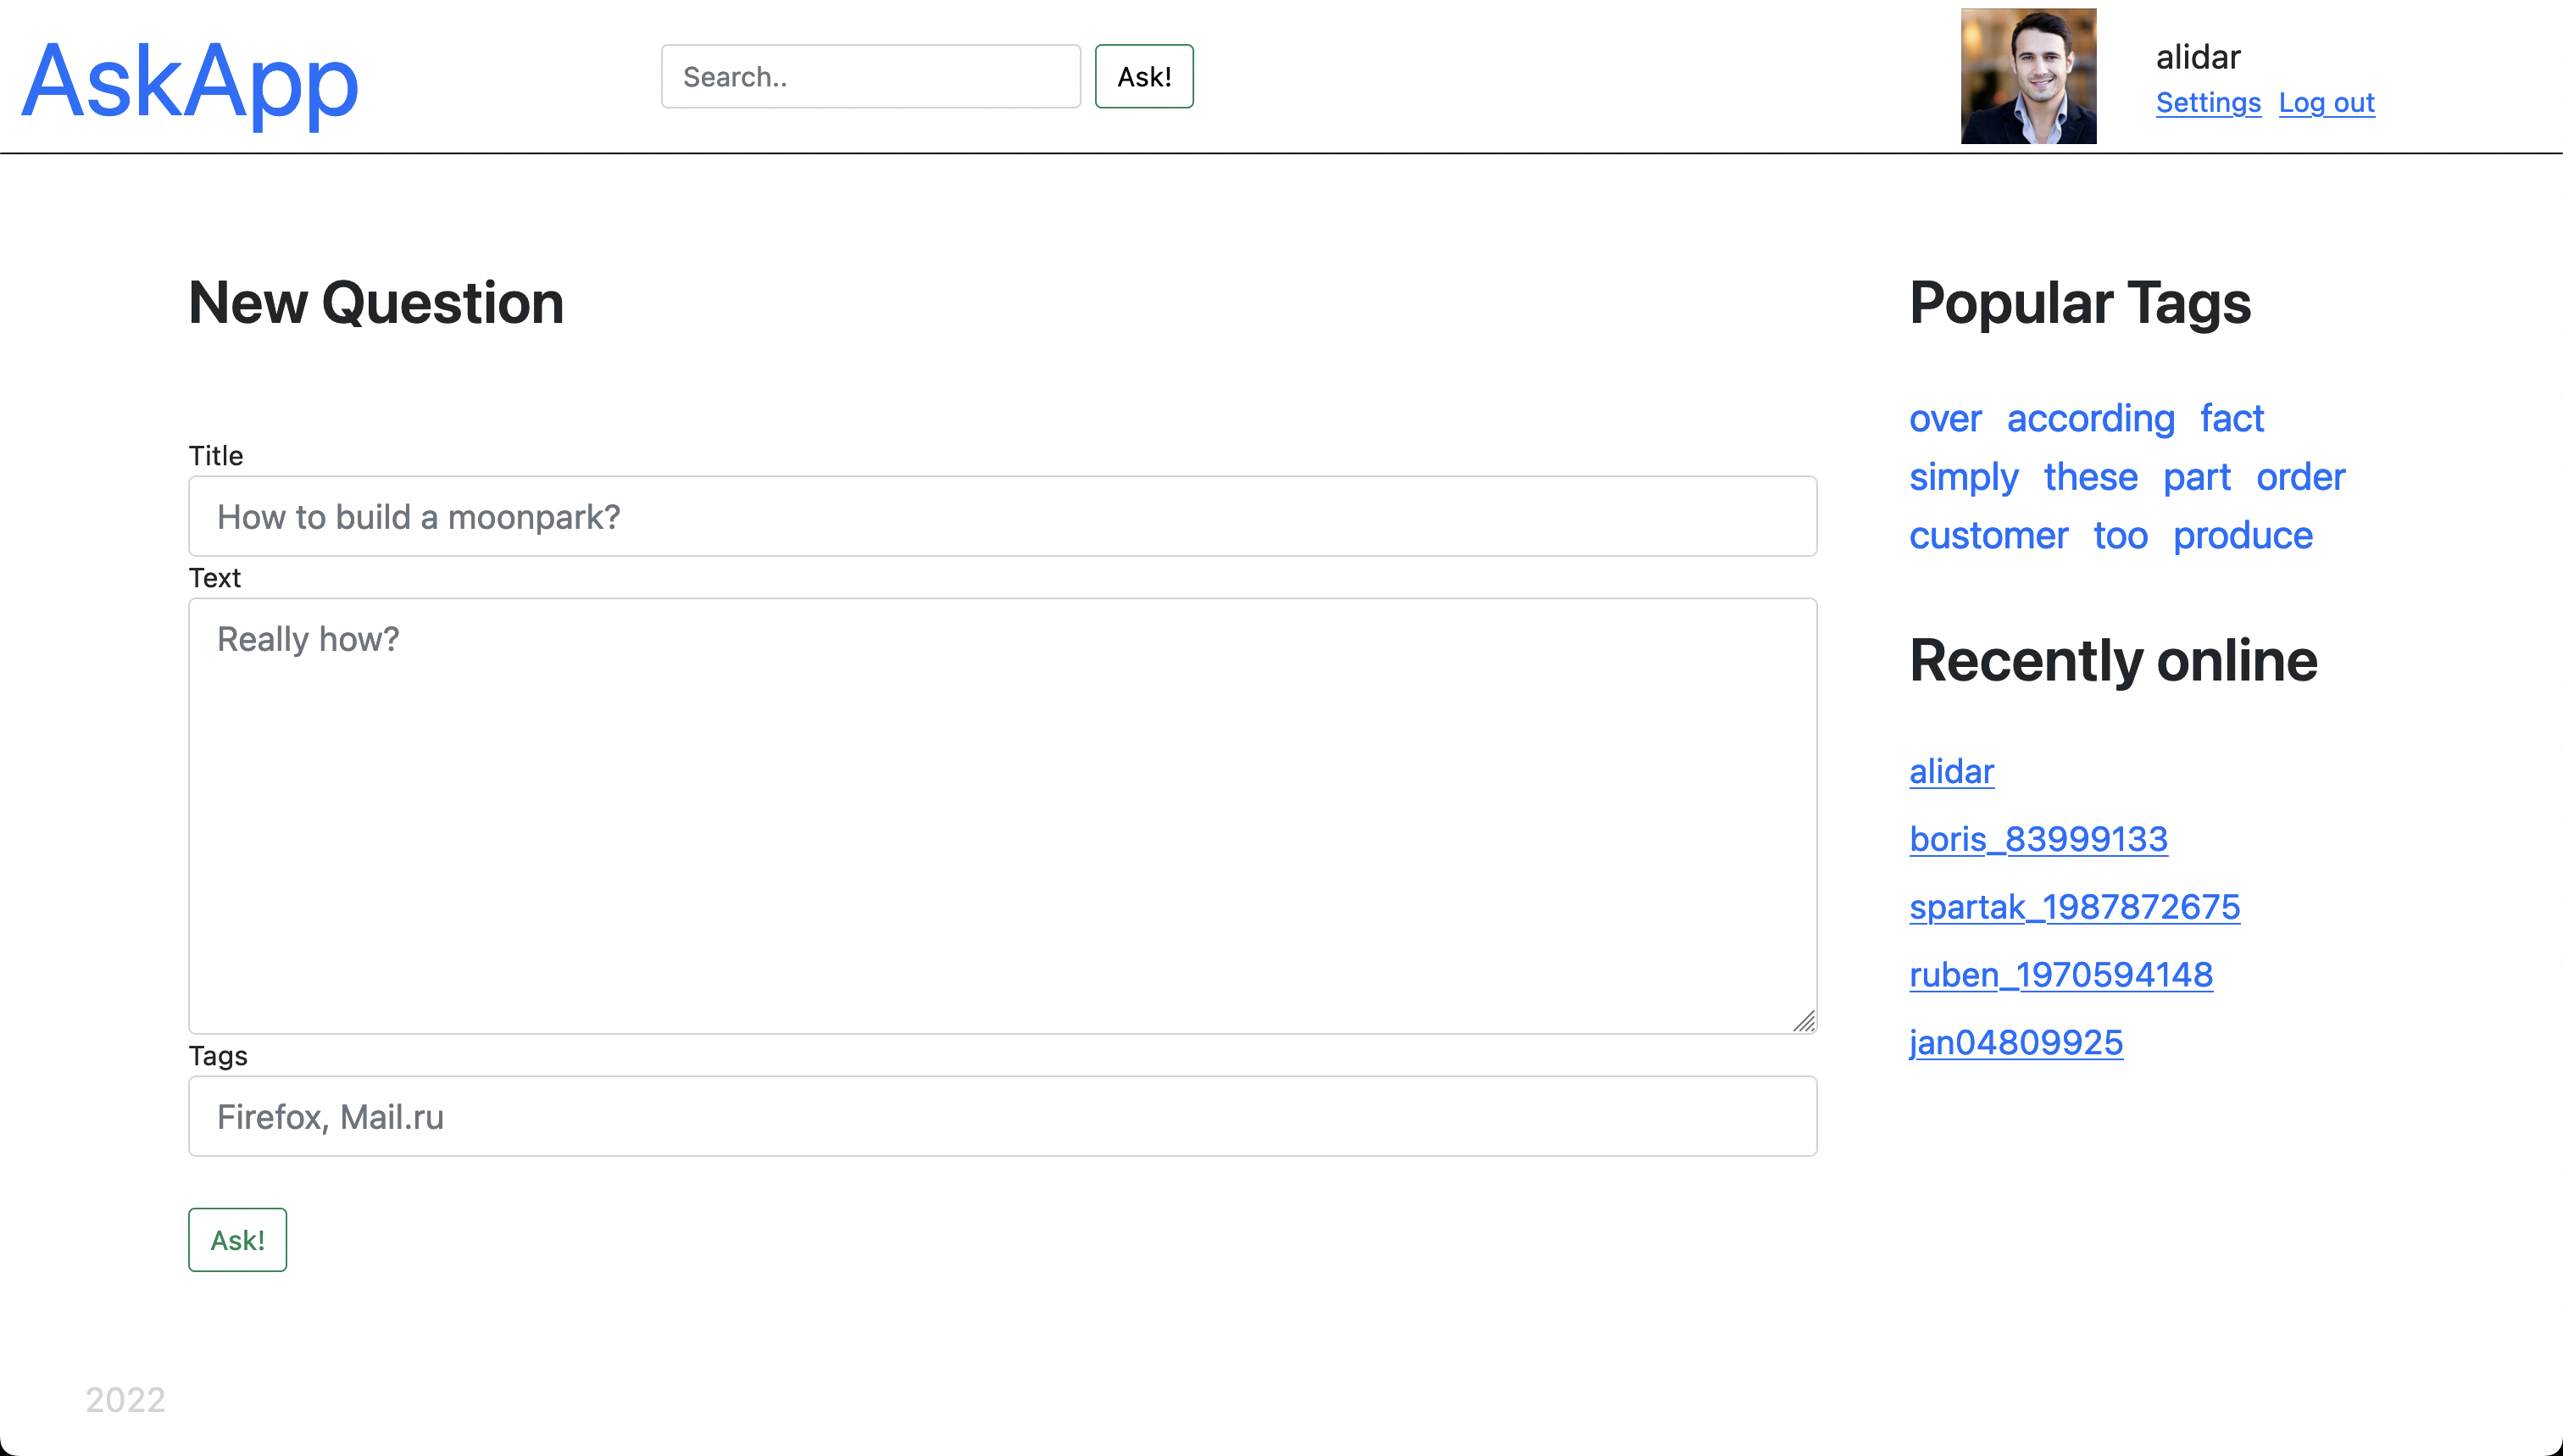 AskApp
Search..
Ask!
alidar
Settings Log out
New Question
Title
How to build a moonpark?
Text
Really how?
Tags
Firefox, Mail.ru
Ask!
Popular Tags
over according fact
simply these part order
customer too produce
Recently online
alidar
boris_83999133
spartak_1987872675
ruben_1970594148
jan04809925
2022